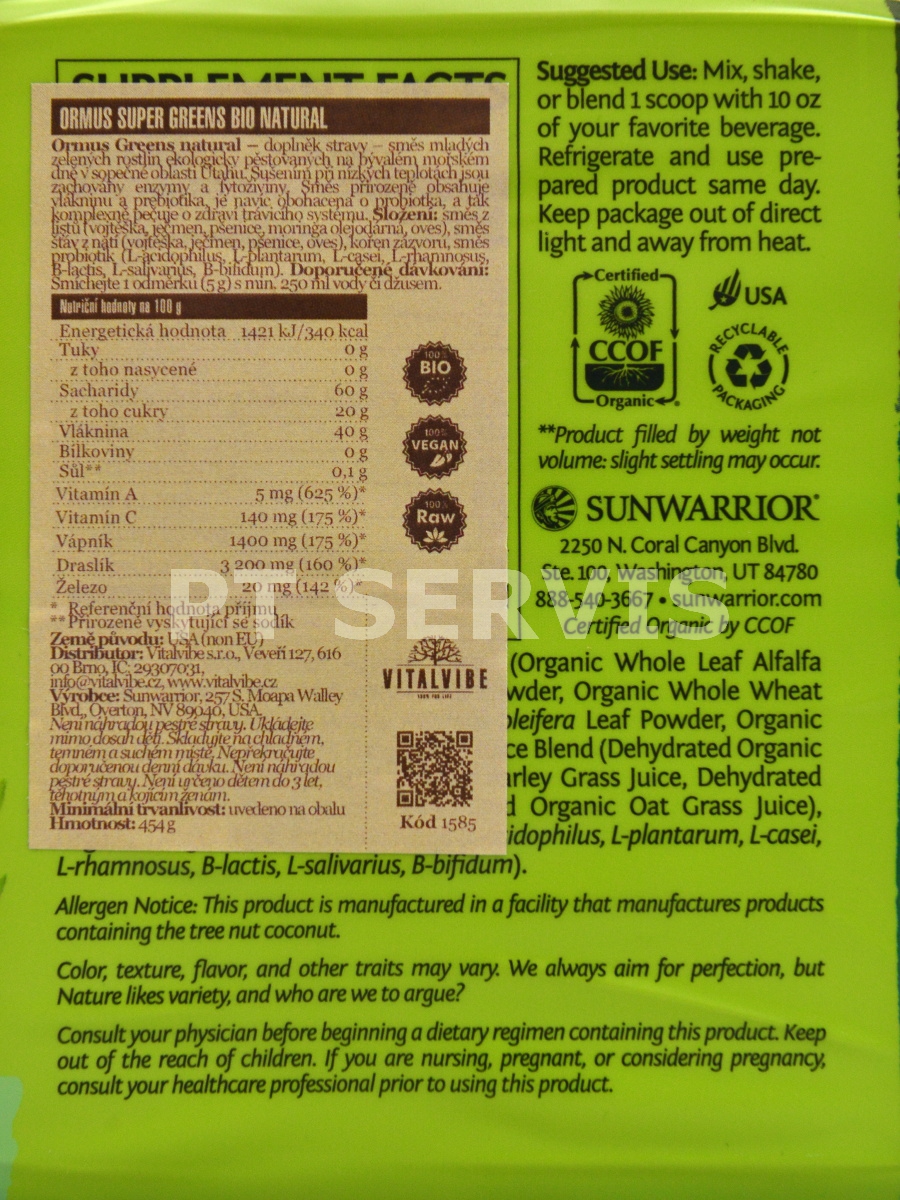 SUPPLEMENT FACTS
ORMUS SUPER GREENS BIO NATURAL
Ormus Greens natural – doplněk stravy – směs mladých
zelených rostlin ekologicky pěstovaných na bývalém mořském
dně v sopečné oblasti Utahu. Sušením při nízkých teplotách jsou
zachovány enzymy a fytoživiny. Směs přirozeně obsahuje
vlákninu a prebiotika, je navíc obohacena o probiotka, a tak
komplexně pečuje o zdraví trávicího systému. Složení: směs z
listů (vojtěška, ječmen, pšenice, moringa olejodárná, oves), směs
šťáv z natí (vojtěška, ječmen, pšenice, oves), kořen zázvoru, směs
probiotik (L-acidophilus, L-plantarum, L-casei, L-rhamnosus,
B-lactis, L-salivarius, B-bifidum). Doporučené dávkování:
Smíchejte 1 odměrku (5 g) s min. 250 ml vody či džusem.
Nutriční hodnoty na 100 g
Energetická hodnota 1421 kJ/340 kcal
Tuky 0 g
z toho nasycené 0 g
Sacharidy 60 g
z toho cukry 20 g
Vláknina 40 g
Bílkoviny 0 g
Sůl** 0,1 g
Vitamín A 5 mg (625 %)*
Vitamín C 140 mg (175 %)*
Vápník 1400 mg (175 %)*
Draslík 3 200 mg (160 %)*
Železo 20 mg (142 %)*
* Referenční hodnota příjmu
**Přirozeně vyskytující se sodík
Země původu: USA (non EU)
Distributor: Vitalvibe s.r.o., Veveří 127, 616
00 Brno, IČ: 29307031,
info@vitalvibe.cz, www.vitalvibe.cz
Výrobce: Sunwarrior, 257 S. Moapa Walley
Blvd., Overton, NV 89040, USA.
Není náhradou pestré stravy. Ukládejte
mimo dosah dětí. Skladujte na chladném,
temném a suchém místě. Nepřekračujte
doporučenou denní dávku. Není náhradou
pestré stravy. Není určeno dětem do 3 let,
těhotným a kojícím ženám.
Minimální trvanlivost: uvedeno na obalu
Hmotnost: 454 g
100%
BIO
100%
VEGAN
100%
Raw
VITALVIBE
100% FOR LIFE
Kód 1585
Suggested Use: Mix, shake,
or blend 1 scoop with 10 oz
of your favorite beverage.
Refrigerate and use pre-
pared product same day.
Keep package out of direct
light and away from heat.
Certified
CCOF
Organic
USA
RECYCLABLE
PACKAGING
**Product filled by weight not
volume: slight settling may occur.
SUNWARRIOR®
2250 N. Coral Canyon Blvd.
Ste. 100, Washington, UT 84780
888-540-3667 • sunwarrior.com
Certified Organic by CCOF
PT SERVIS
(Organic Whole Leaf Alfalfa
wder, Organic Whole Wheat
oleifera Leaf Powder, Organic
ce Blend (Dehydrated Organic
arley Grass Juice, Dehydrated
d Organic Oat Grass Juice),
idophilus, L-plantarum, L-casei,
L-rhamnosus, B-lactis, L-salivarius, B-bifidum).
Allergen Notice: This product is manufactured in a facility that manufactures products
containing the tree nut coconut.
Color, texture, flavor, and other traits may vary. We always aim for perfection, but
Nature likes variety, and who are we to argue?
Consult your physician before beginning a dietary regimen containing this product. Keep
out of the reach of children. If you are nursing, pregnant, or considering pregnancy,
consult your healthcare professional prior to using this product.